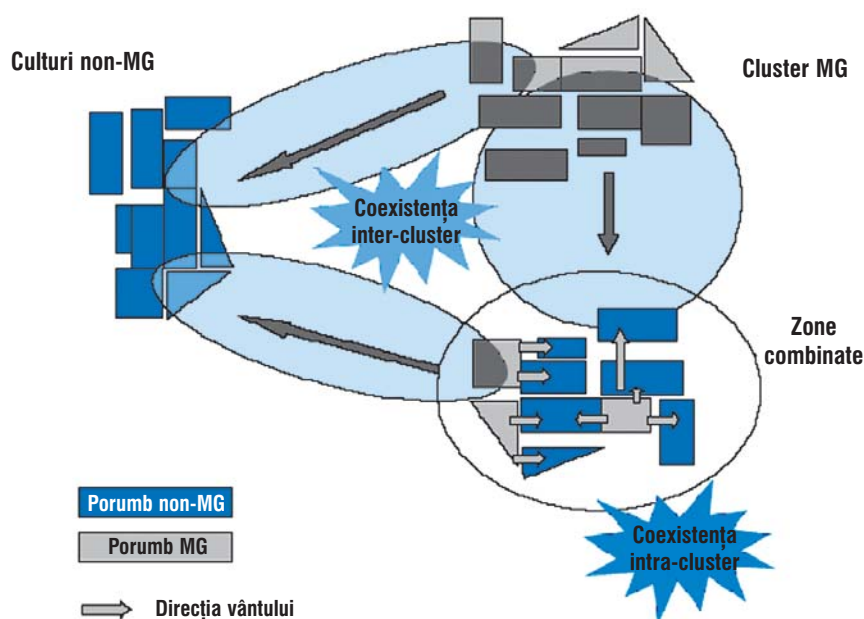 Culturi non-MG
Cluster MG
Coexistența
inter-cluster
Zone
combinate
Porumb non-MG
Porumb MG
Direcția vântului
Coexistența
intra-cluster